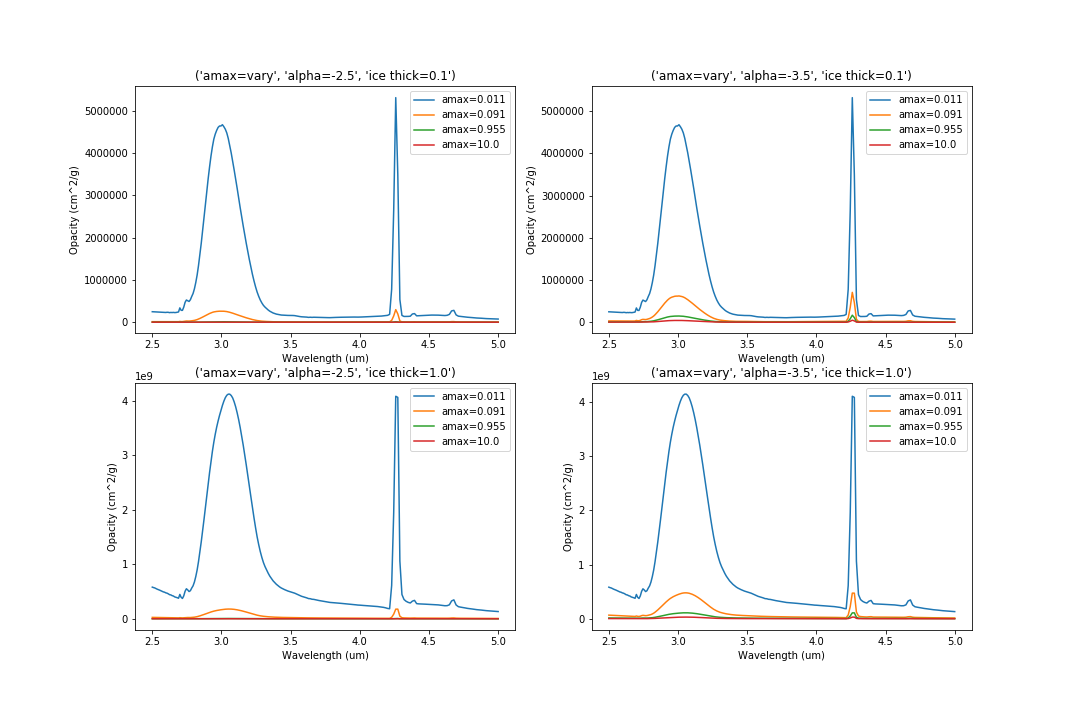 ('amax=vary', 'alpha=-2.5', 'ice thick=0.1')
Opacity (cm^2/g)
5000000
4000000
3000000
2000000
1000000
0
amax=0.011
amax=0.091
amax=0.955
amax=10.0
2.5 3.0 3.5 4.0 4.5 5.0
Wavelength (um)
('amax=vary', 'alpha=-3.5', 'ice thick=0.1')
Opacity (cm^2/g)
5000000
4000000
3000000
2000000
1000000
0
amax=0.011
amax=0.091
amax=0.955
amax=10.0
2.5 3.0 3.5 4.0 4.5 5.0
Wavelength (um)
('amax=vary', 'alpha=-2.5', 'ice thick=1.0')
1e9
Opacity (cm^2/g)
4
3
2
1
0
amax=0.011
amax=0.091
amax=0.955
amax=10.0
2.5 3.0 3.5 4.0 4.5 5.0
Wavelength (um)
('amax=vary', 'alpha=-3.5', 'ice thick=1.0')
1e9
Opacity (cm^2/g)
4
3
2
1
0
amax=0.011
amax=0.091
amax=0.955
amax=10.0
2.5 3.0 3.5 4.0 4.5 5.0
Wavelength (um)